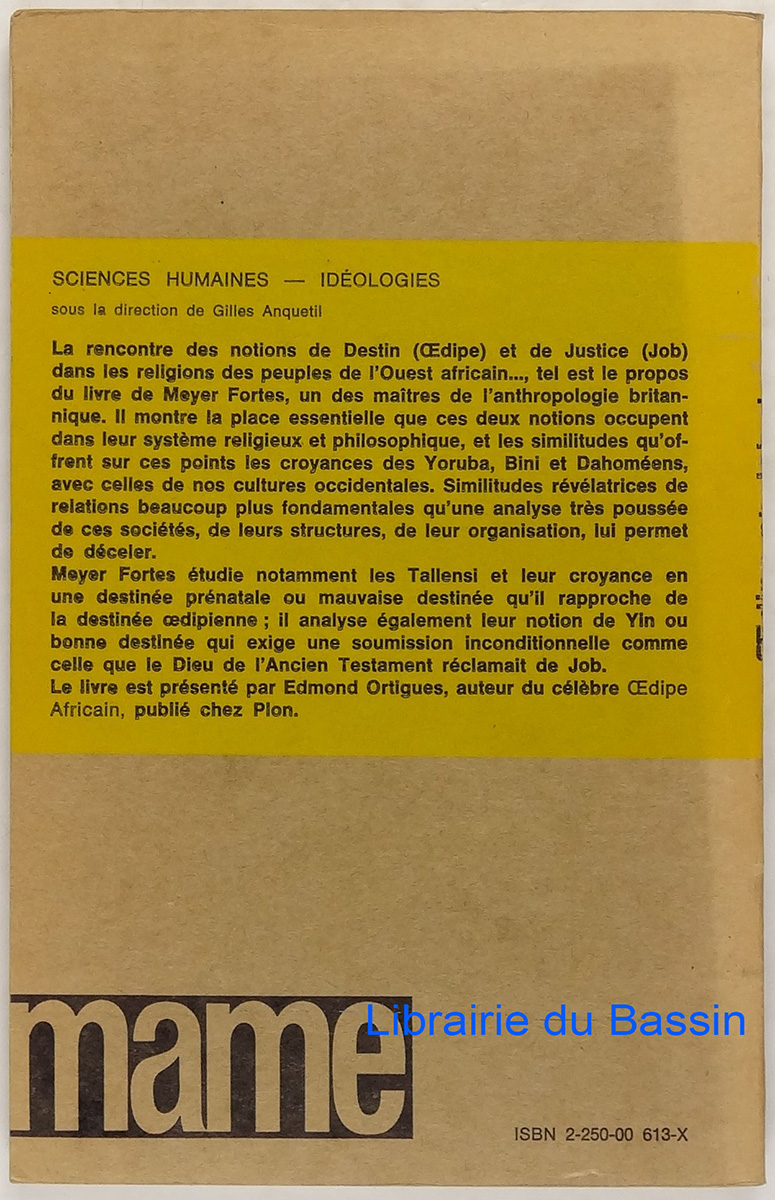 SCIENCES HUMAINES — IDÉOLOGIES
sous la direction de Gilles Anquetil
La rencontre des notions de Destin (Œdipe) et de Justice (Job)
dans les religions des peuples de l'Ouest africain..., tel est le propos
du livre de Meyer Fortes, un des maîtres de l'anthropologie britan-
nique. Il montre la place essentielle que ces deux notions occupent
dans leur système religieux et philosophique, et les similitudes qu'of-
frent sur ces points les croyances des Yoruba, Bini et Dahoméens,
avec celles de nos cultures occidentales. Similitudes révélatrices de
relations beaucoup plus fondamentales qu'une analyse très poussée
de ces sociétés, de leurs structures, de leur organisation, lui permet
de déceler.
Meyer Fortes étudie notamment les Tallensi et leur croyance en
une destinée prénatale ou mauvaise destinée qu'il rapproche de
la destinée œdipienne ; il analyse également leur notion de Yin ou
bonne destinée qui exige une soumission inconditionnelle comme
celle que le Dieu de l'Ancien Testament réclamait de Job.
Le livre est présenté par Edmond Ortigues, auteur du célèbre Œdipe
Africain, publié chez Plon.
mame
Librairie du Bassin
ISBN 2-250-00 613-X